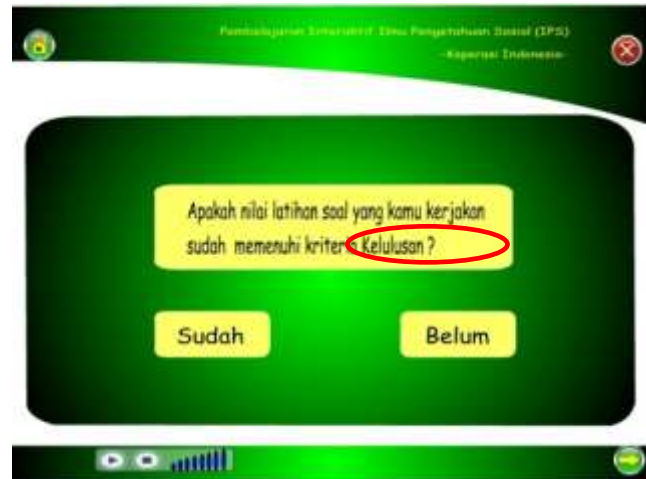 Pembelajaran Interaktif Ilmu Pengetahuan Sosial (IPS)
-Koperasi Indonesia-
Apakah nilai latihan soal yang kamu kerjakan
sudah memenuhi kriteria Kelulusan ?
Sudah
Belum